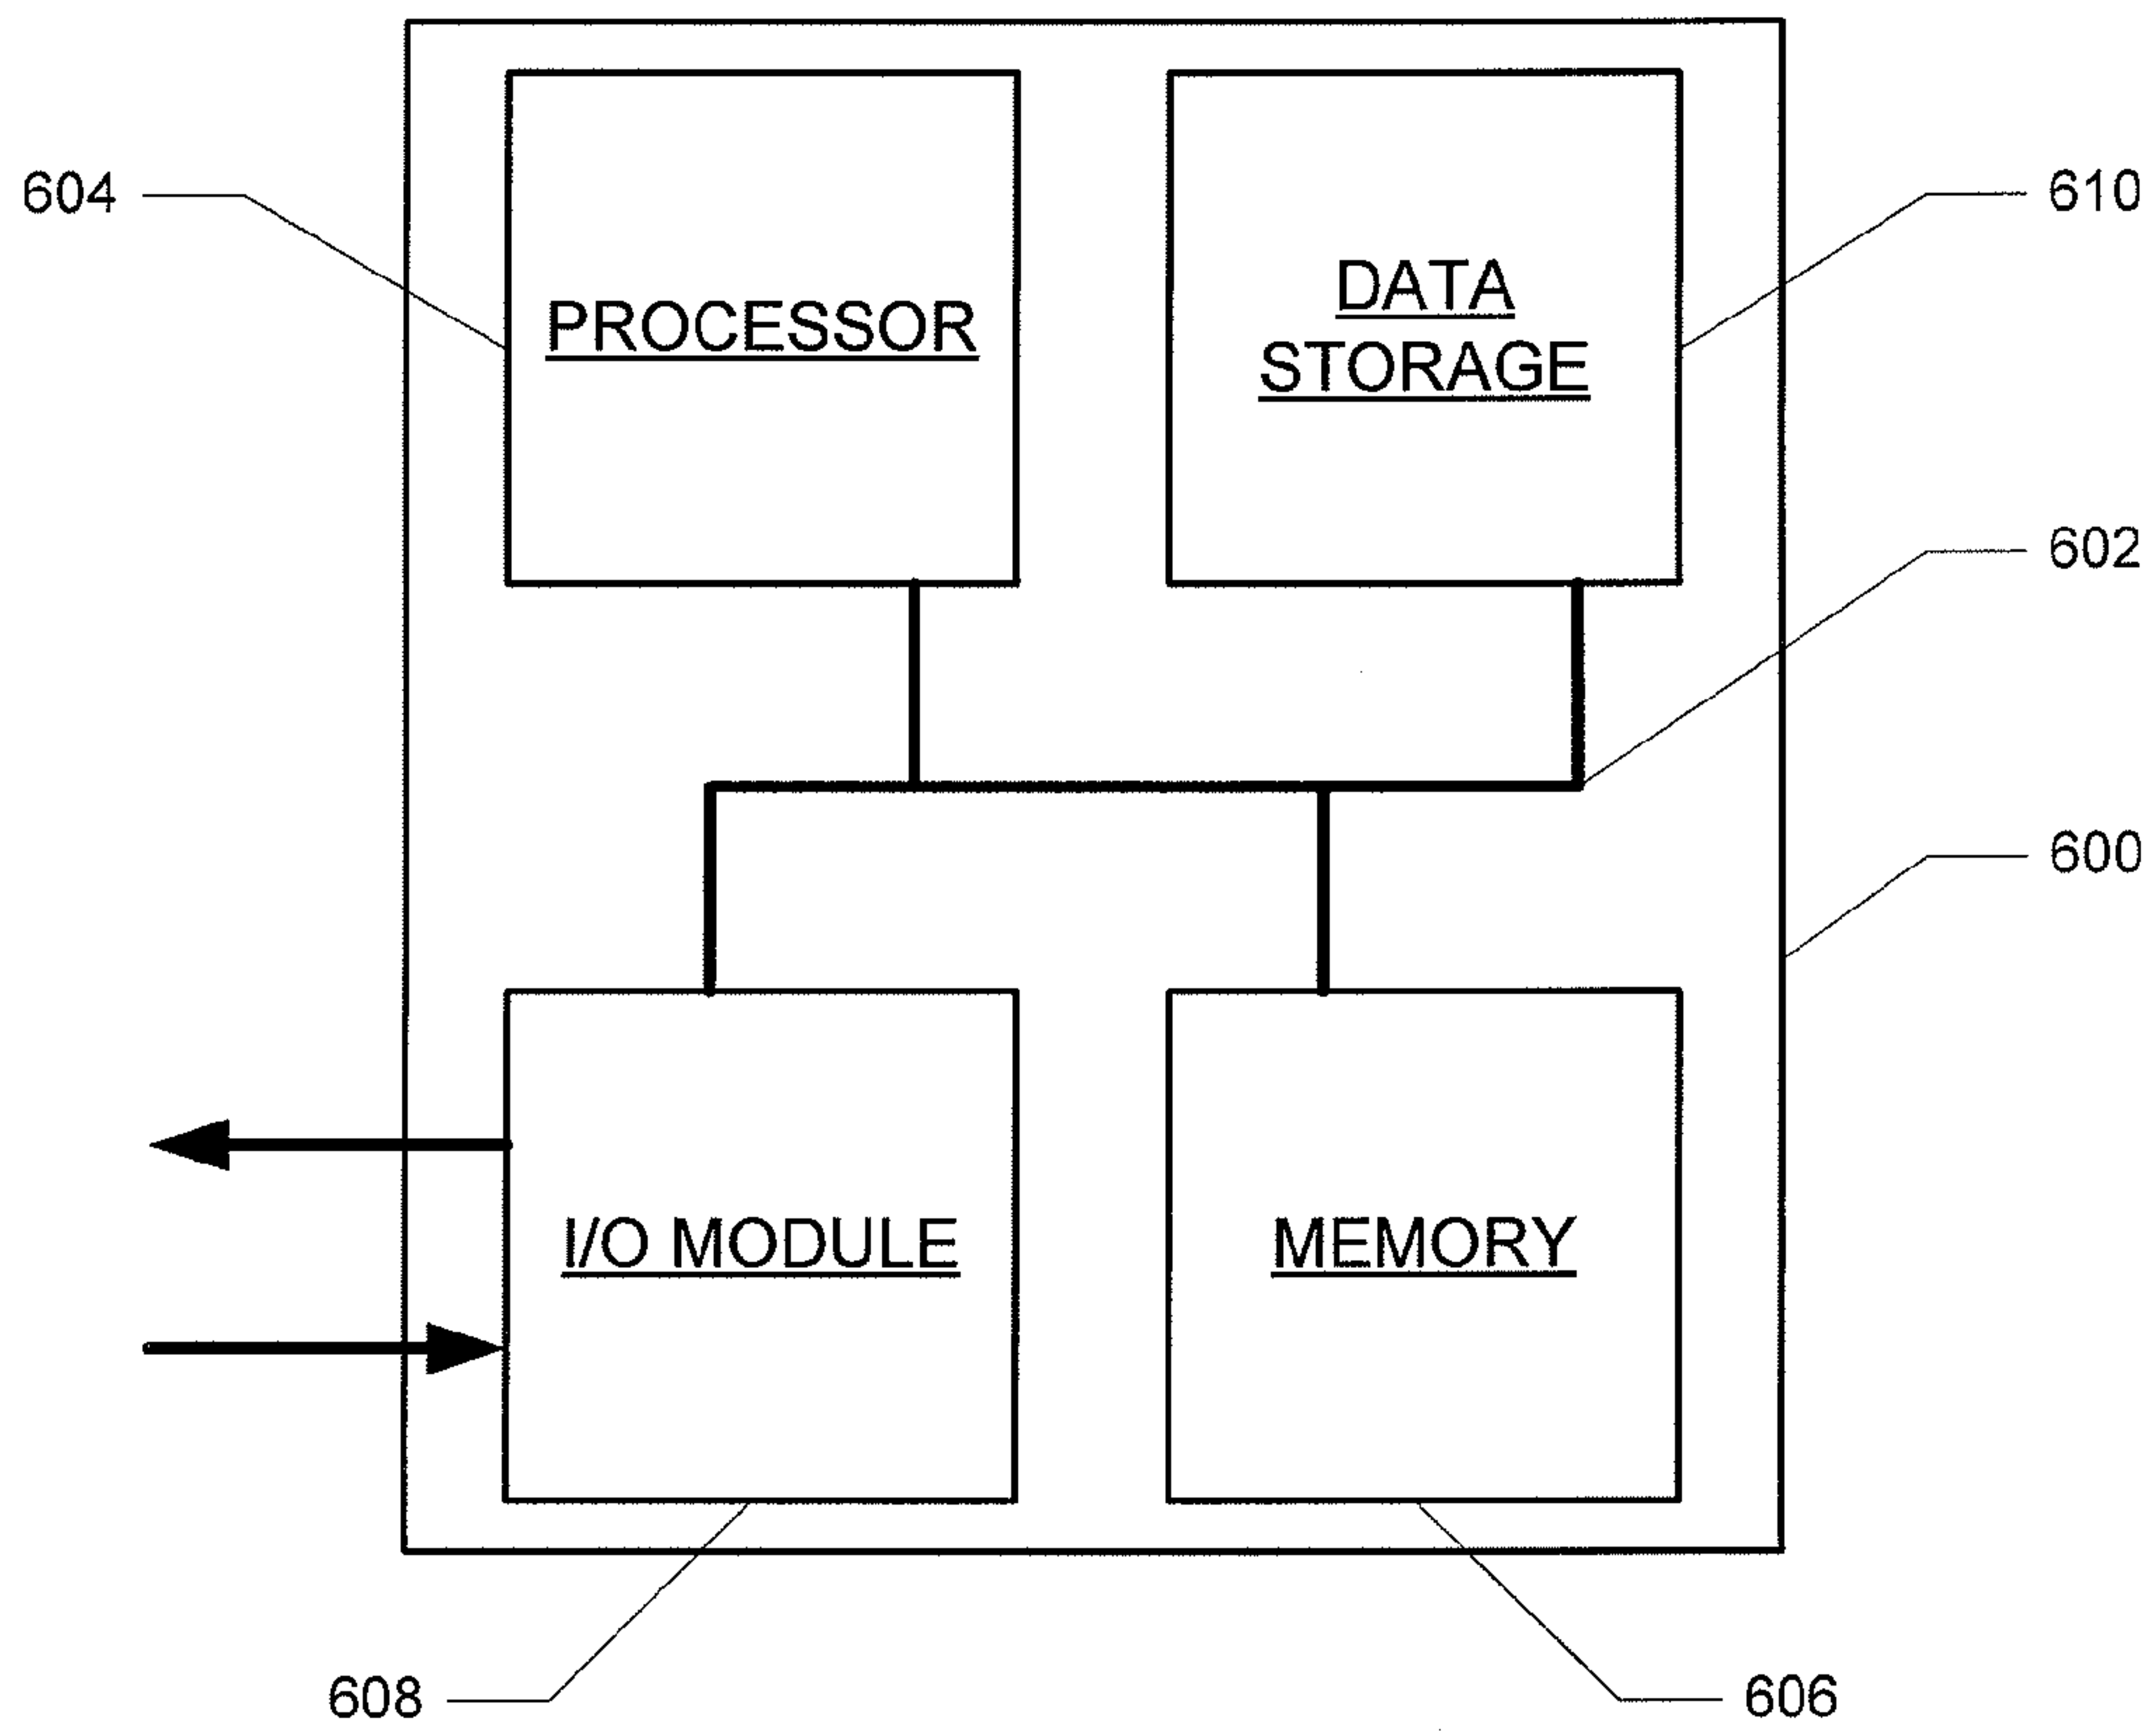 604
610
PROCESSOR
DATA
STORAGE
602
600
I/O MODULE
MEMORY
608
606